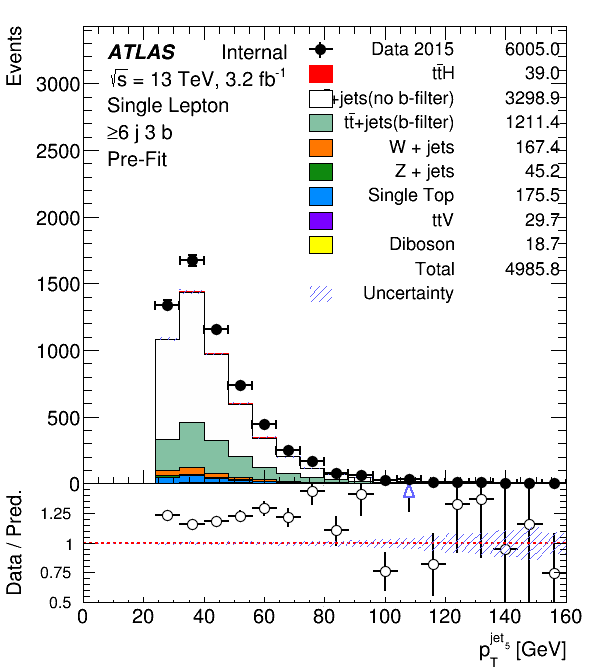 Events
3000
2500
2000
1500
1000
500
0
ATLAS Internal
√s = 13 TeV, 3.2 fb⁻¹
Single Lepton
≥6 j 3 b
Pre-Fit
Data 2015 6005.0
tt̄H 39.0
+jets(no b-filter) 3298.9
tt̄+jets(b-filter) 1211.4
W + jets 167.4
Z + jets 45.2
Single Top 175.5
ttV 29.7
Diboson 18.7
Total 4985.8
Uncertainty
Data / Pred.
1.25
1
0.75
0.5
0 20 40 60 80 100 120 140 160
p_T^{jet_5} [GeV]